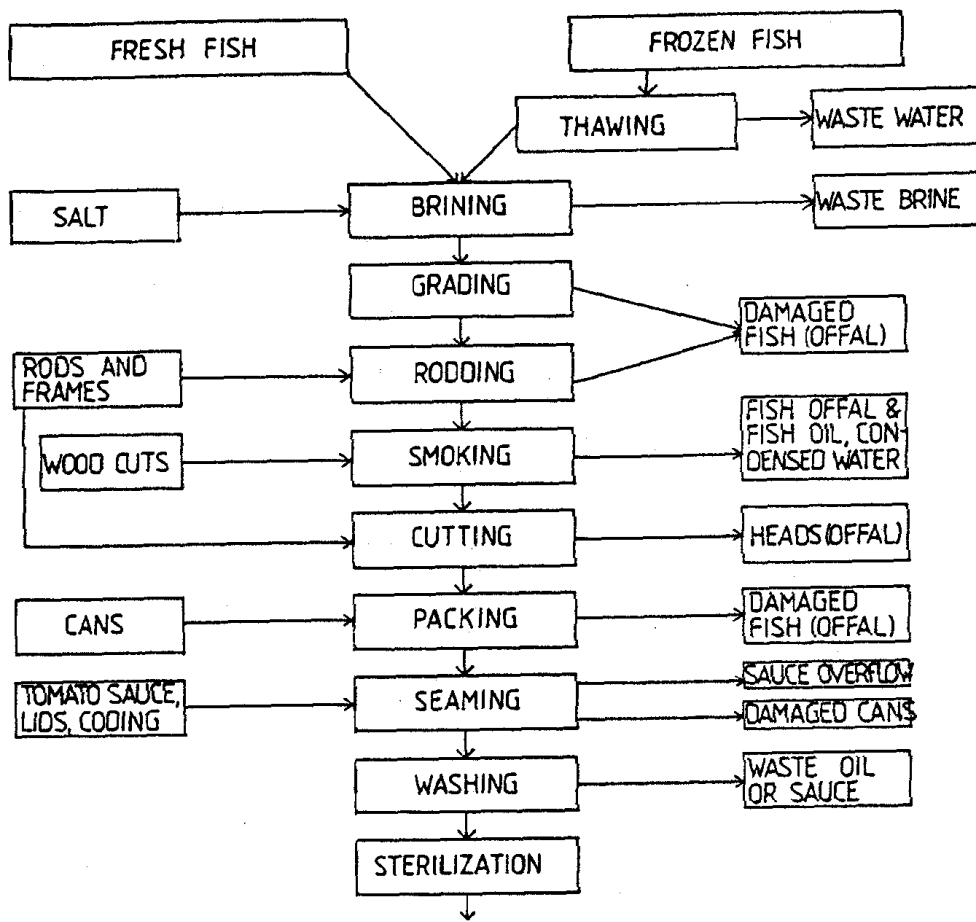 FRESH FISH
FROZEN FISH
THAWING
WASTE WATER
SALT
BRINING
WASTE BRINE
GRADING
DAMAGED
FISH (OFFAL)
RODS AND
FRAMES
RODDING
WOOD CUTS
SMOKING
FISH OFFAL &
FISH OIL, CON-
DENSED WATER
CUTTING
HEADS (OFFAL)
CANS
PACKING
DAMAGED
FISH (OFFAL)
TOMATO SAUCE,
LIDS, CODING
SEAMING
SAUCE OVERFLOW
DAMAGED CANS
WASHING
WASTE OIL
OR SAUCE
STERILIZATION